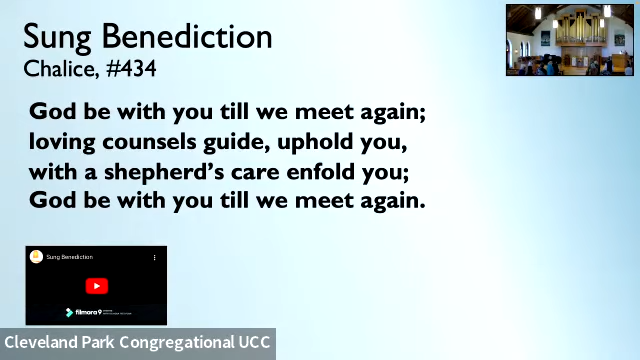 Sung Benediction
Chalice, #434
God be with you till we meet again;
loving counsels guide, uphold you,
with a shepherd's care enfold you;
God be with you till we meet again.
Sung Benediction
filmora9
Cleveland Park Congregational UCC